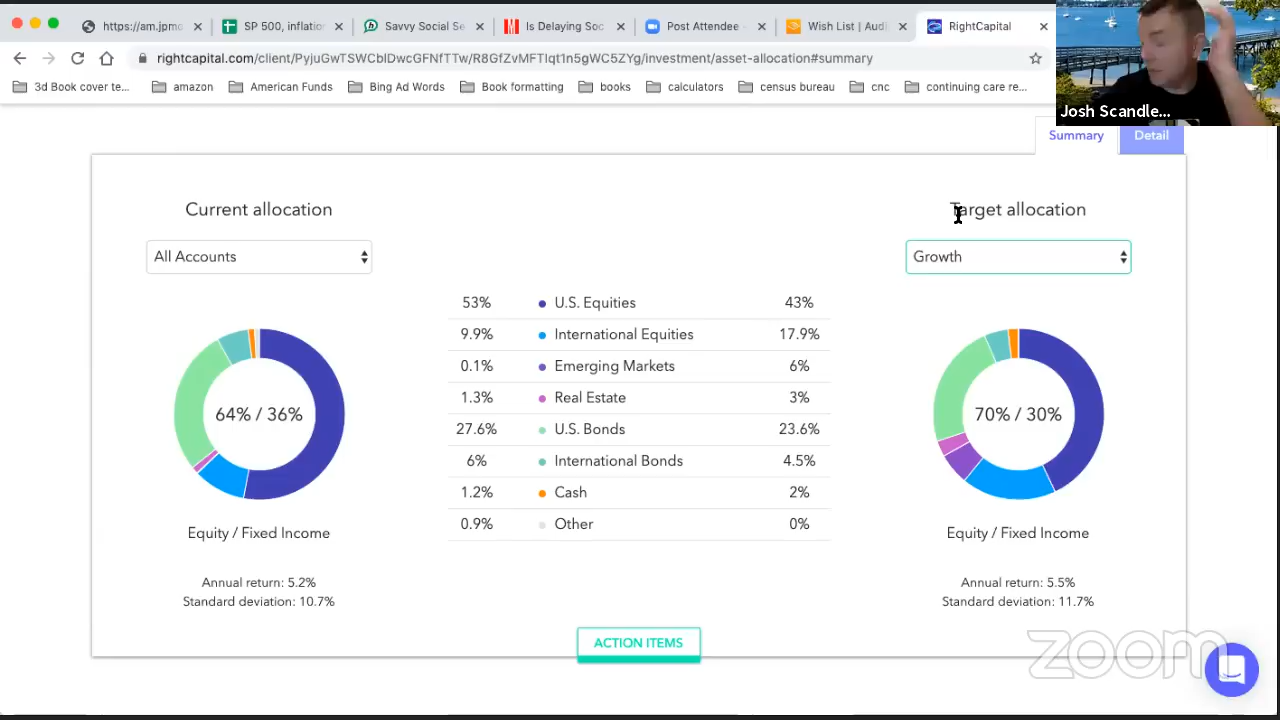 https://am.jpmo
SP 500, inflatio
Savvy Social Se
Is Delaying Soc
Post Attendee
Wish List | Audi
RightCapital
rightcapital.com/client/PyjuGwTSWCbIDwcGFNfTTw/R8GfZvMFTlqt1n5gWC5ZYg/investment/asset-allocation#summary
3d Book cover te...
amazon
American Funds
Bing Ad Words
Book formatting
books
calculators
census bureau
cnc
continuing care re...
Josh Scandle...
Summary
Detail
Current allocation
Target allocation
All Accounts
Growth
53% U.S. Equities 43%
9.9% International Equities 17.9%
0.1% Emerging Markets 6%
1.3% Real Estate 3%
27.6% U.S. Bonds 23.6%
6% International Bonds 4.5%
1.2% Cash 2%
0.9% Other 0%
64% / 36%
70% / 30%
Equity / Fixed Income
Equity / Fixed Income
Annual return: 5.2%
Standard deviation: 10.7%
Annual return: 5.5%
Standard deviation: 11.7%
ACTION ITEMS
zoom